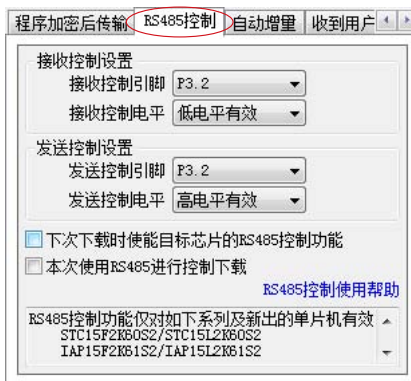 程序加密后传输 RS485控制 自动增量 收到用户
接收控制设置
接收控制引脚 P3.2
接收控制电平 低电平有效
发送控制设置
发送控制引脚 P3.2
发送控制电平 高电平有效
下次下载时使能目标芯片的RS485控制功能
本次使用RS485进行控制下载
RS485控制使用帮助
RS485控制功能仅对如下系列及新出的单片机有效
STC15F2K60S2/STC15L2K60S2
IAP15F2K61S2/IAP15L2K61S2